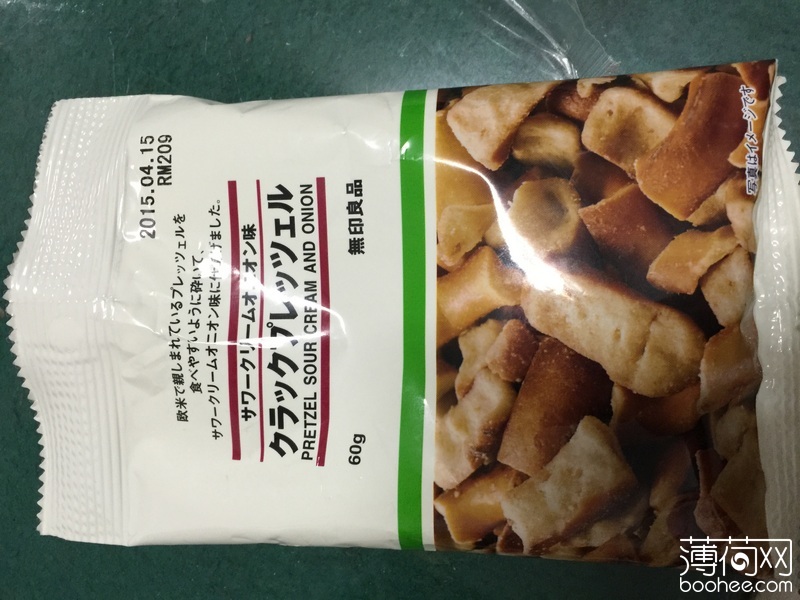 2015.04.15
RM209
欧米で親しまれているプレッツェルを
食べやすいように砕いて、
サワークリームオニオン味に仕上げました。
サワークリームオニオン味
クラックプレッツェル
PRETZEL SOUR CREAM AND ONION
60g
無印良品
写真はイメージです
薄荷网
boohee.com